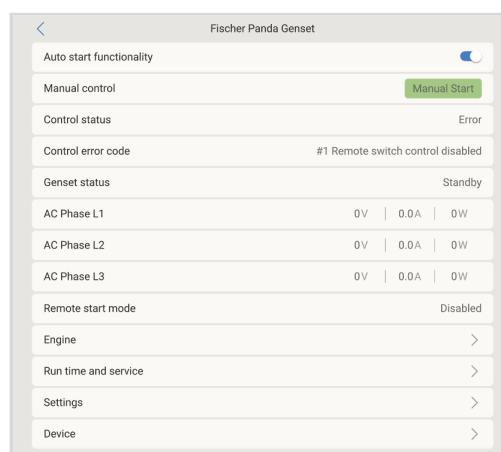 Fischer Panda Genset
Auto start functionality
Manual control Manual Start
Control status Error
Control error code #1 Remote switch control disabled
Genset status Standby
AC Phase L1 0V 0.0A 0W
AC Phase L2 0V 0.0A 0W
AC Phase L3 0V 0.0A 0W
Remote start mode Disabled
Engine
Run time and service
Settings
Device